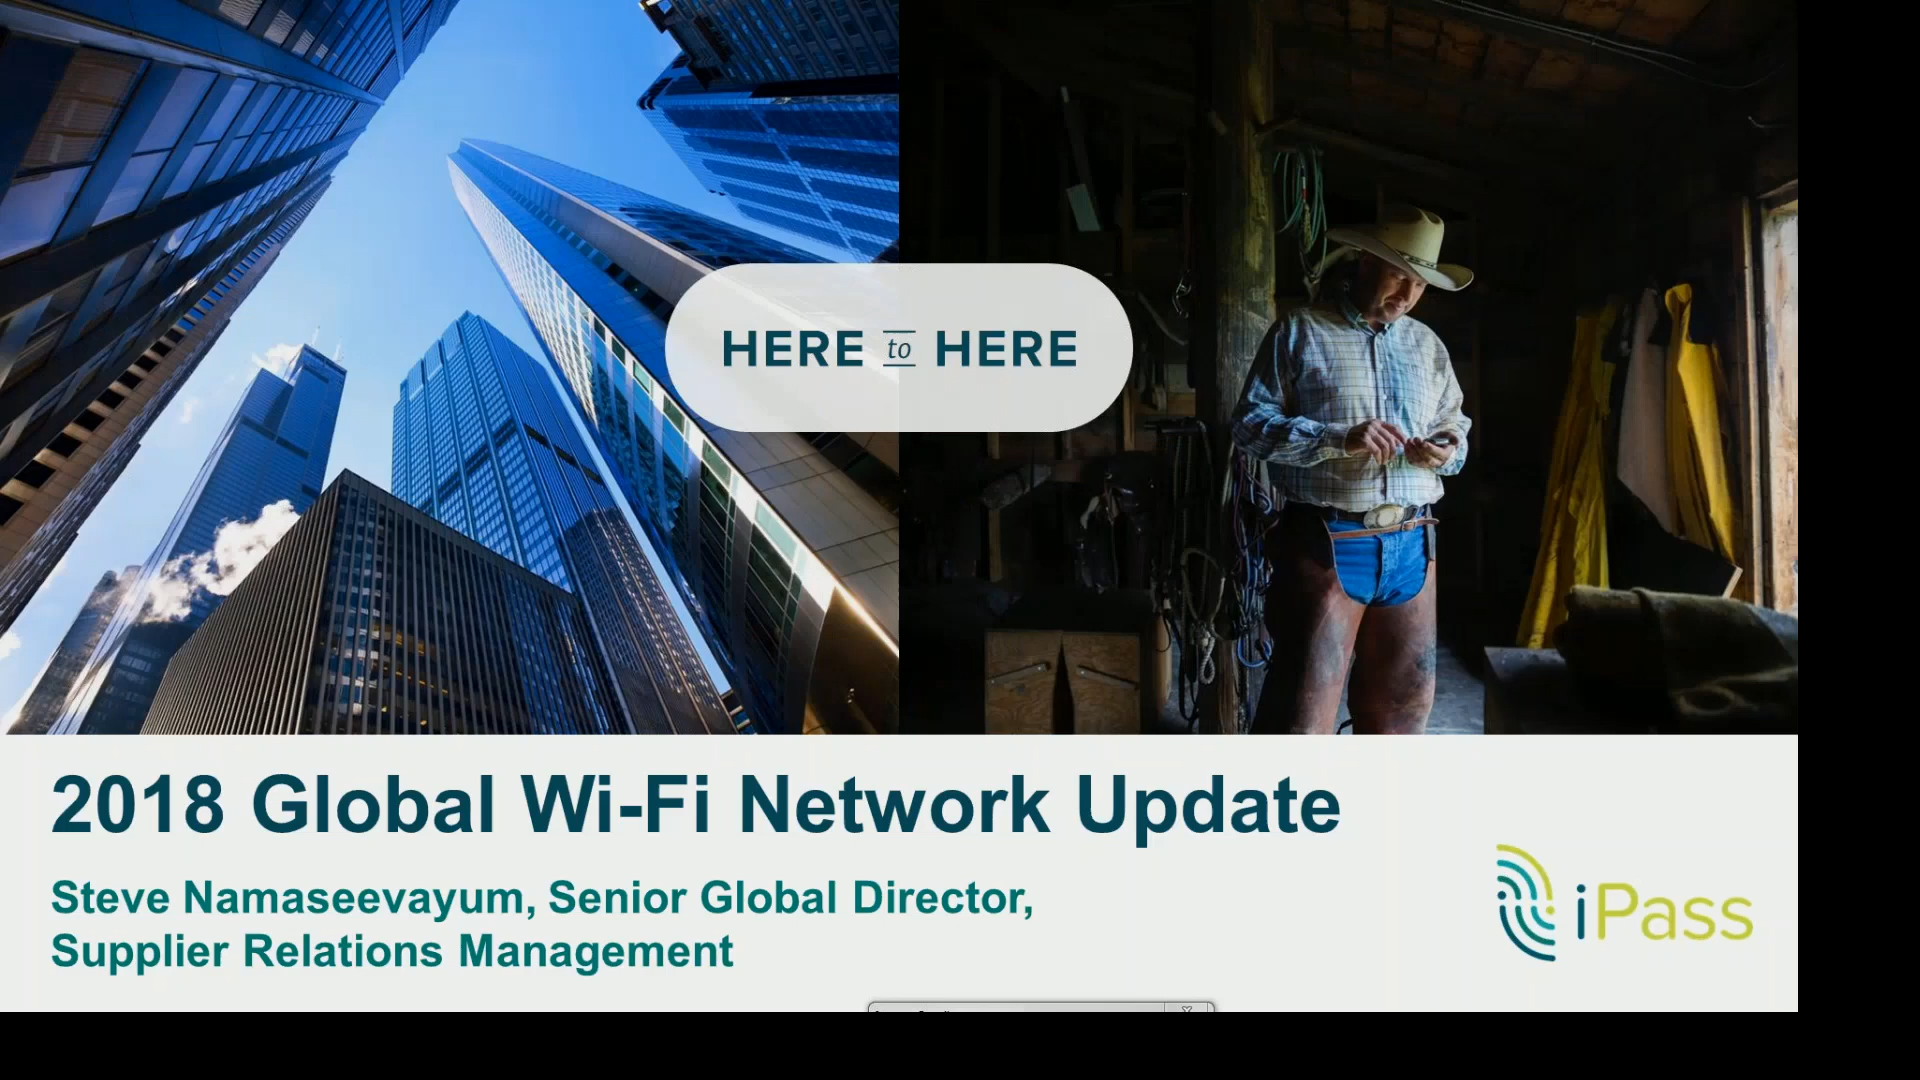 HERE to HERE
2018 Global Wi-Fi Network Update
Steve Namaseevayum, Senior Global Director,
Supplier Relations Management
iPass